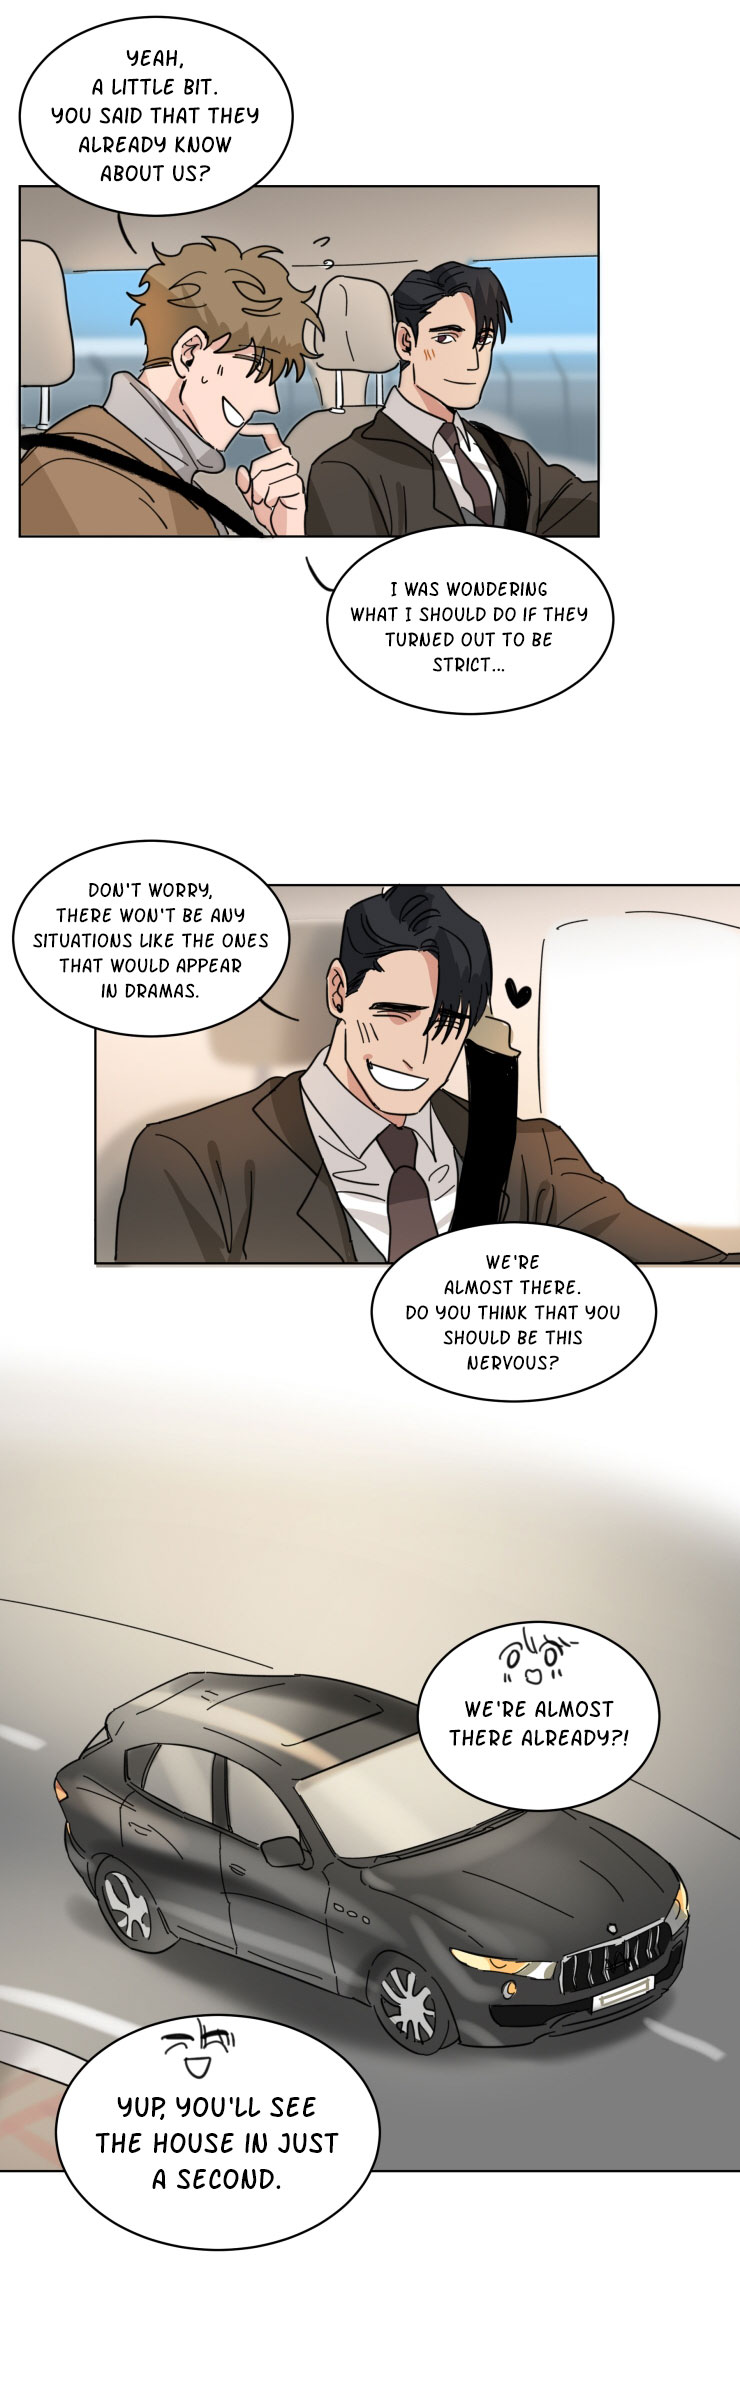 YEAH,
A LITTLE BIT.
YOU SAID THAT THEY
ALREADY KNOW
ABOUT US?
I WAS WONDERING
WHAT I SHOULD DO IF THEY
TURNED OUT TO BE
STRICT...
DON'T WORRY,
THERE WON'T BE ANY
SITUATIONS LIKE THE ONES
THAT WOULD APPEAR
IN DRAMAS.
WE'RE
ALMOST THERE.
DO YOU THINK THAT YOU
SHOULD BE THIS
NERVOUS?
WE'RE ALMOST
THERE ALREADY?!
YUP, YOU'LL SEE
THE HOUSE IN JUST
A SECOND.